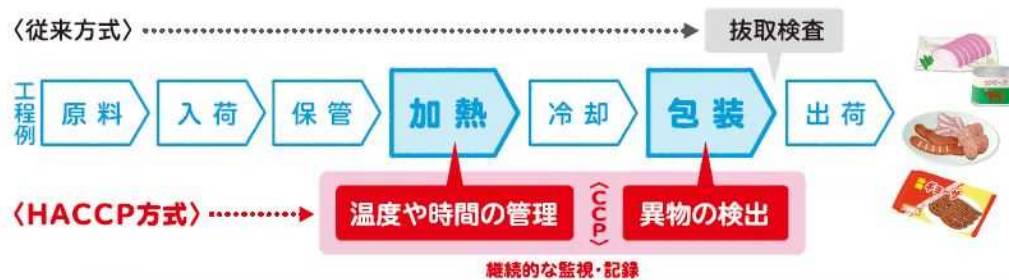 〈従来方式〉
抜取検査
工程例
原料
入荷
保管
加熱
冷却
包装
出荷
〈HACCP方式〉
温度や時間の管理
〈CCP〉
異物の検出
継続的な監視・記録